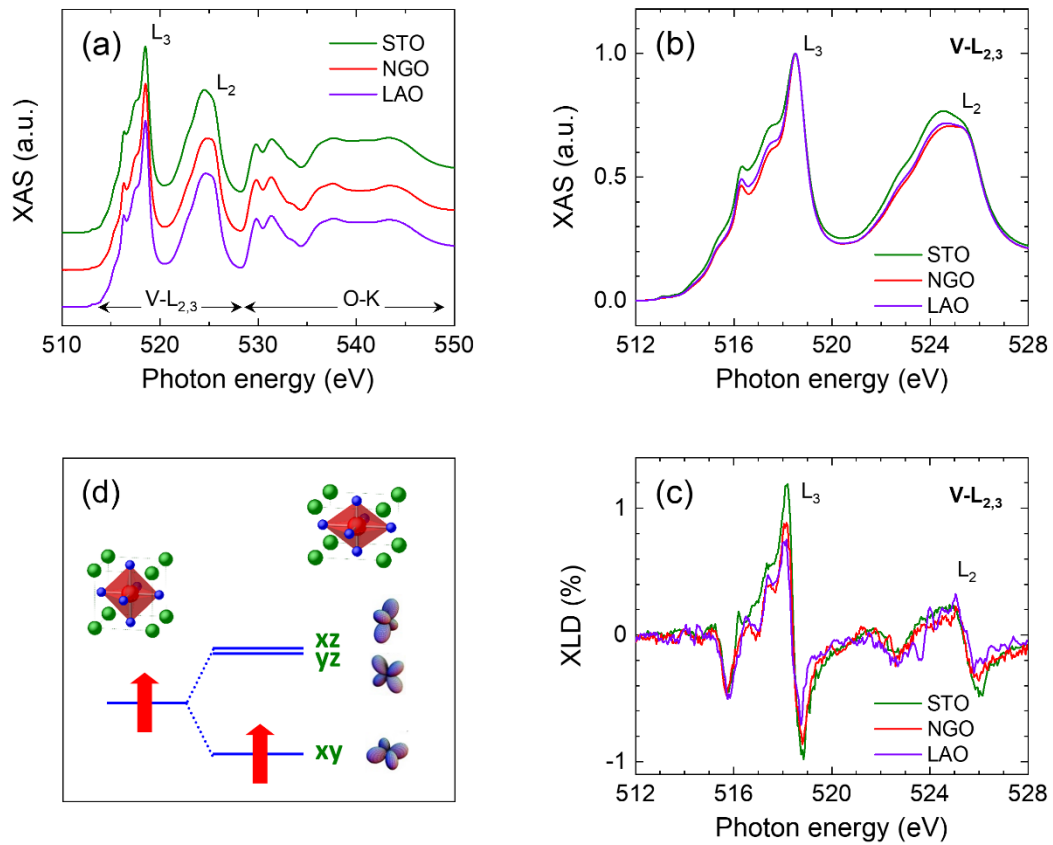 (a)
L3
L2
STO
NGO
LAO
XAS (a.u.)
V-L2,3
O-K
510 520 530 540 550
Photon energy (eV)
(b)
L3
V-L2,3
L2
XAS (a.u.)
1.0
0.5
0.0
STO
NGO
LAO
512 516 520 524 528
Photon energy (eV)
(d)
xz
yz
xy
(c)
L3
V-L2,3
L2
XLD (%)
1
0
-1
STO
NGO
LAO
512 516 520 524 528
Photon energy (eV)